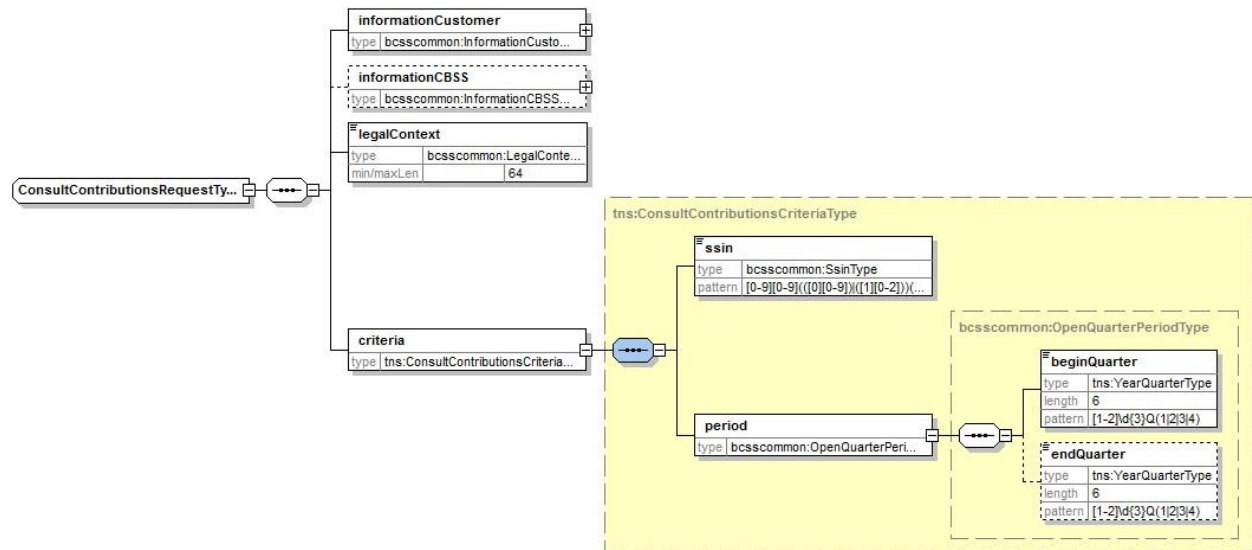 informationCustomer
type bcsscommon:InformationCusto...
informationCBSS
type bcsscommon:InformationCBSS...
legalContext
type bcsscommon:LegalConte...
min/maxLen 64
ConsultContributionsRequestTy...
tns:ConsultContributionsCriteriaType
ssin
type bcsscommon:SsinType
pattern [0-9][0-9](([0][0-9])|([1][0-2]))(...
criteria
type tns:ConsultContributionsCriteria...
bcsscommon:OpenQuarterPeriodType
beginQuarter
type tns:YearQuarterType
length 6
pattern [1-2]\d{3}Q(1|2|3|4)
period
type bcsscommon:OpenQuarterPeri...
endQuarter
type tns:YearQuarterType
length 6
pattern [1-2]\d{3}Q(1|2|3|4)